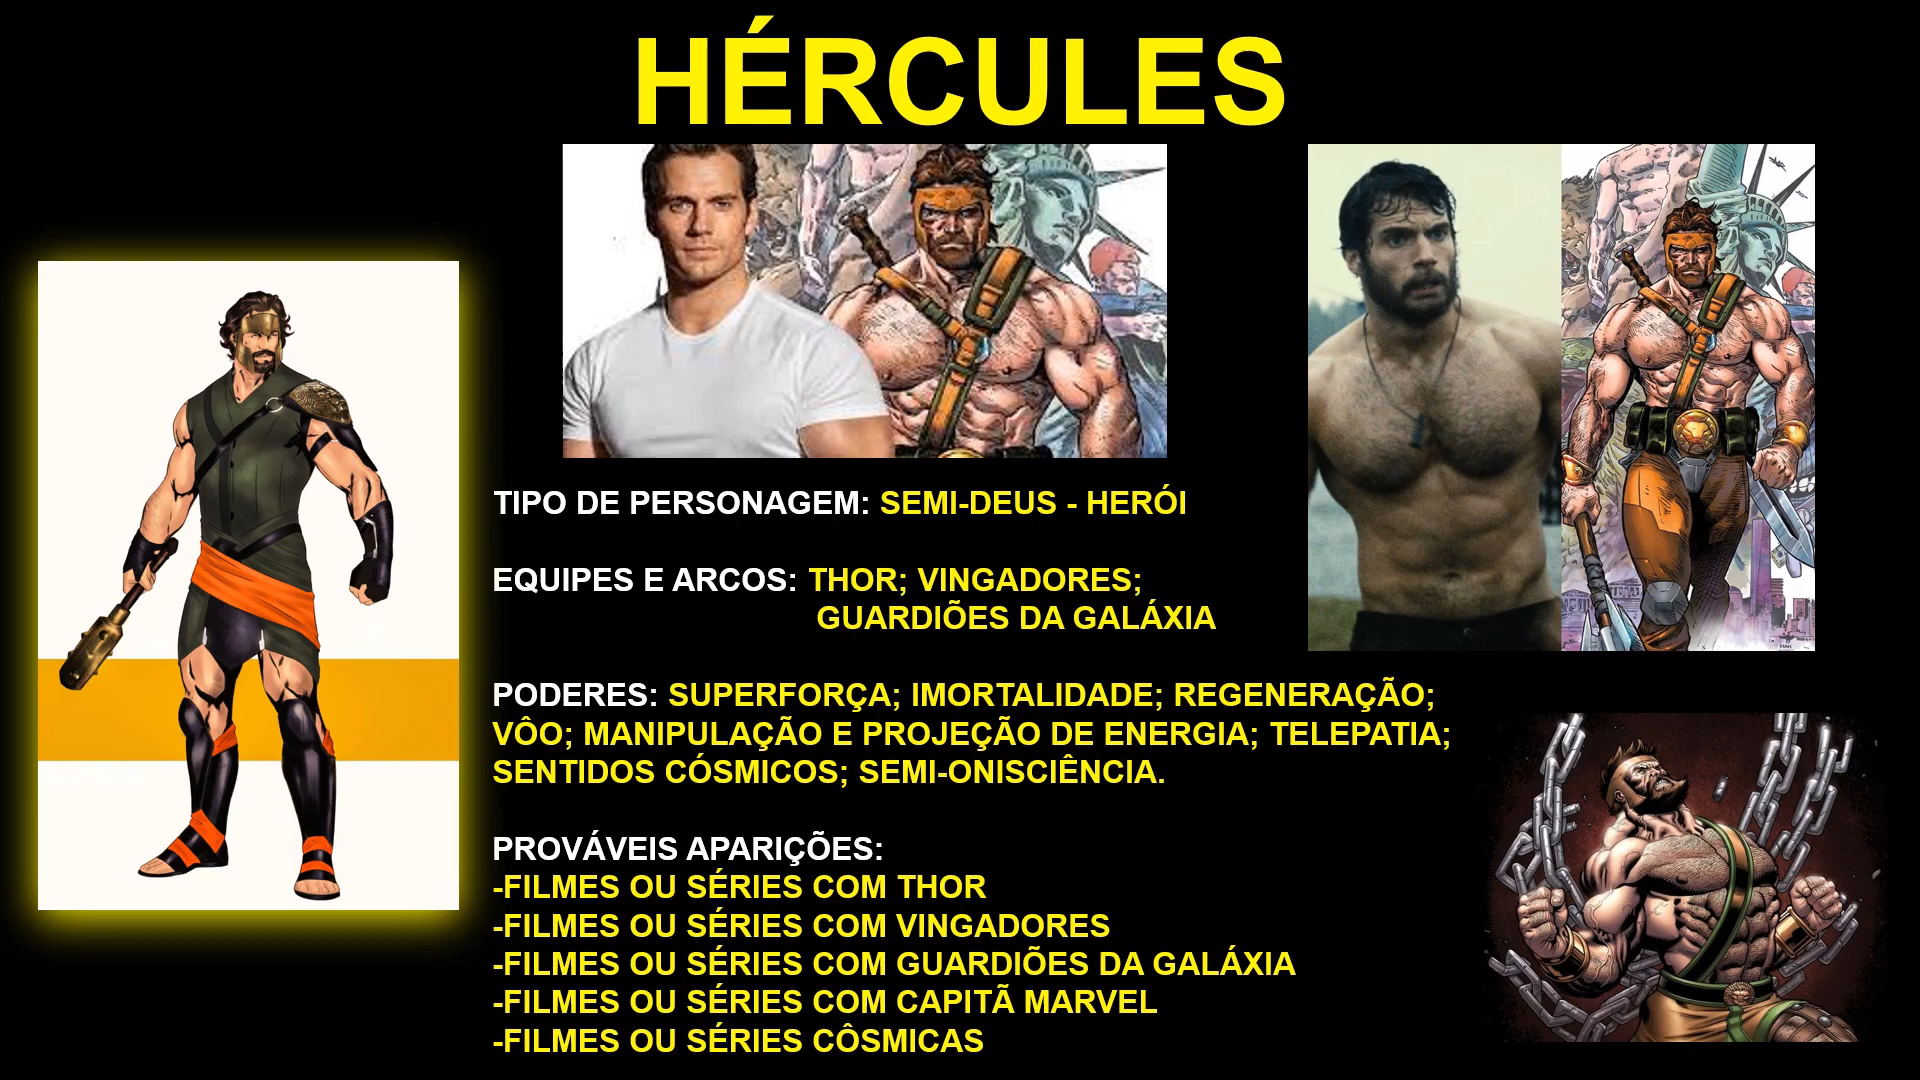 HÉRCULES
TIPO DE PERSONAGEM: SEMI-DEUS - HERÓI
EQUIPES E ARCOS: THOR; VINGADORES;
GUARDIÕES DA GALÁXIA
PODERES: SUPERFORÇA; IMORTALIDADE; REGENERAÇÃO;
VÔO; MANIPULAÇÃO E PROJEÇÃO DE ENERGIA; TELEPATIA;
SENTIDOS CÓSMICOS; SEMI-ONISCIÊNCIA.
PROVÁVEIS APARIÇÕES:
-FILMES OU SÉRIES COM THOR
-FILMES OU SÉRIES COM VINGADORES
-FILMES OU SÉRIES COM GUARDIÕES DA GALÁXIA
-FILMES OU SÉRIES COM CAPITÃ MARVEL
-FILMES OU SÉRIES CÔSMICAS